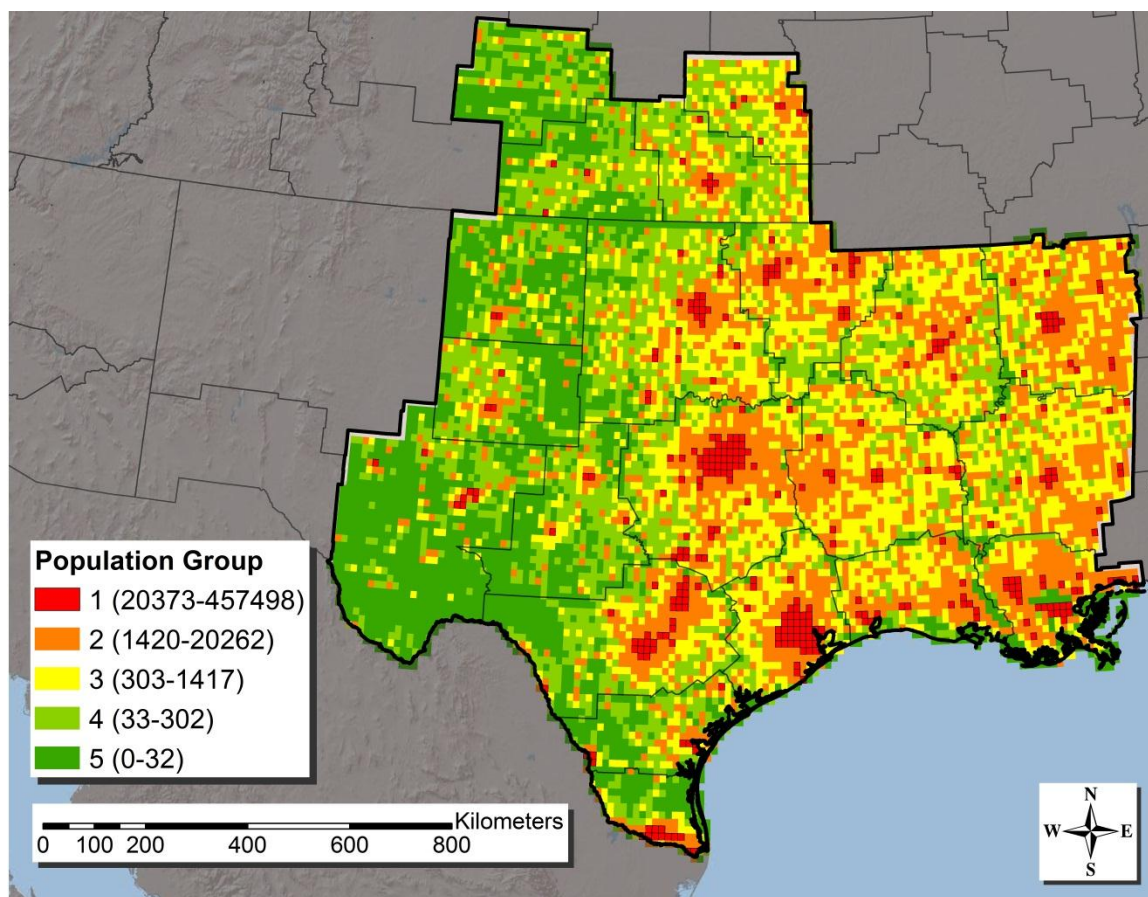 Population Group
1 (20373-457498)
2 (1420-20262)
3 (303-1417)
4 (33-302)
5 (0-32)
Kilometers
0 100 200 400 600 800
N
W E
S